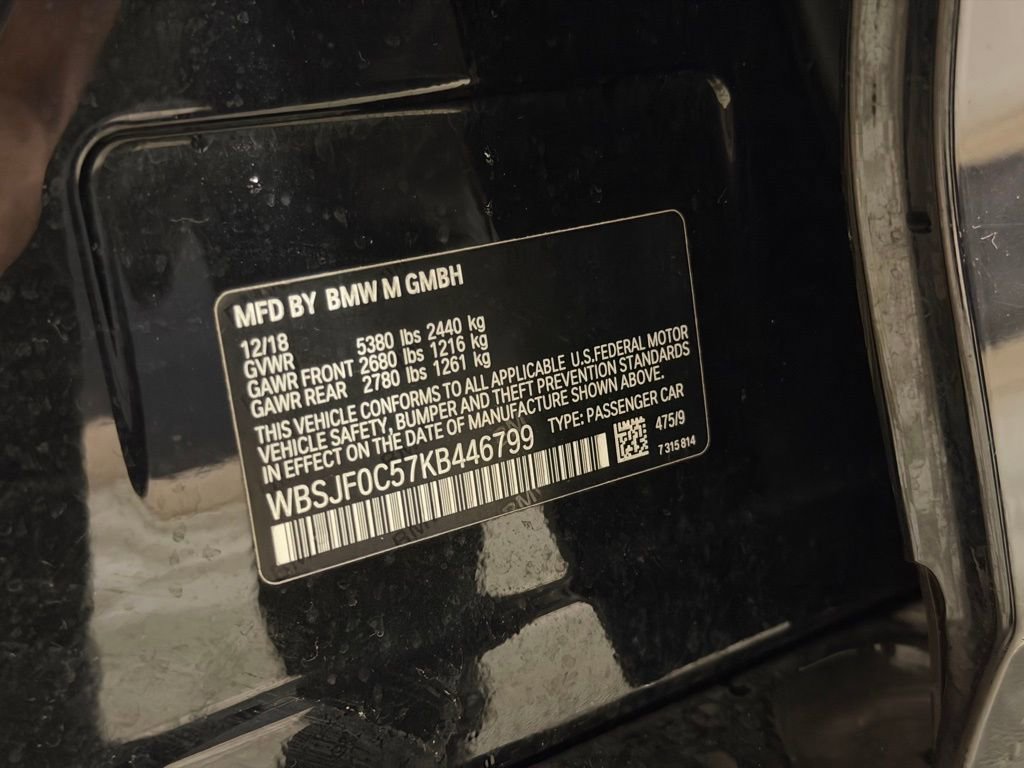 MFD BY BMW M GMBH
12/18
GVWR 5380 lbs 2440 kg
GAWR FRONT 2680 lbs 1216 kg
GAWR REAR 2780 lbs 1261 kg
THIS VEHICLE CONFORMS TO ALL APPLICABLE U.S.FEDERAL MOTOR
VEHICLE SAFETY, BUMPER AND THEFT PREVENTION STANDARDS
IN EFFECT ON THE DATE OF MANUFACTURE SHOWN ABOVE.
WBSJF0C57KB446799 TYPE: PASSENGER CAR
475/9
7 315 814